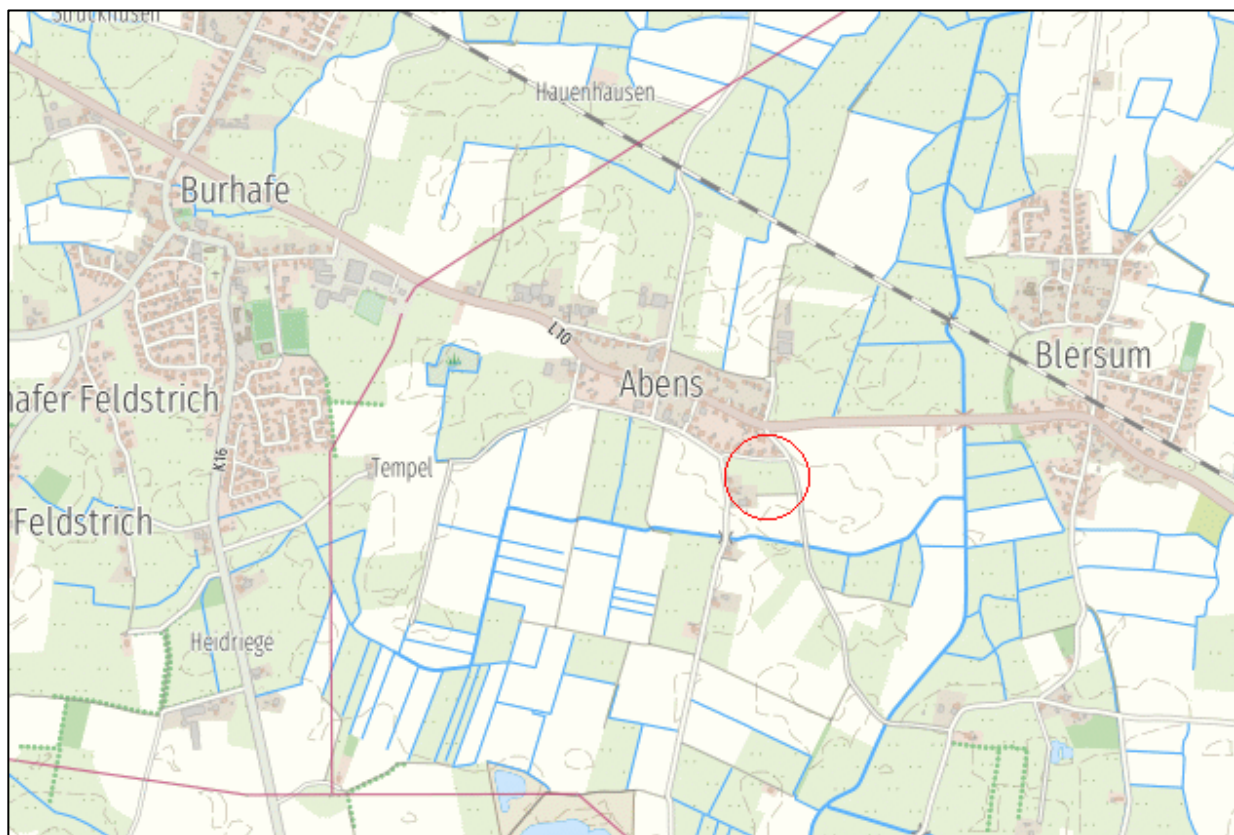 Hauenhausen
Burhafe
L10
Abens
Blersum
hafer Feldstrich
K16
Tempel
Feldstrich
Heidriege